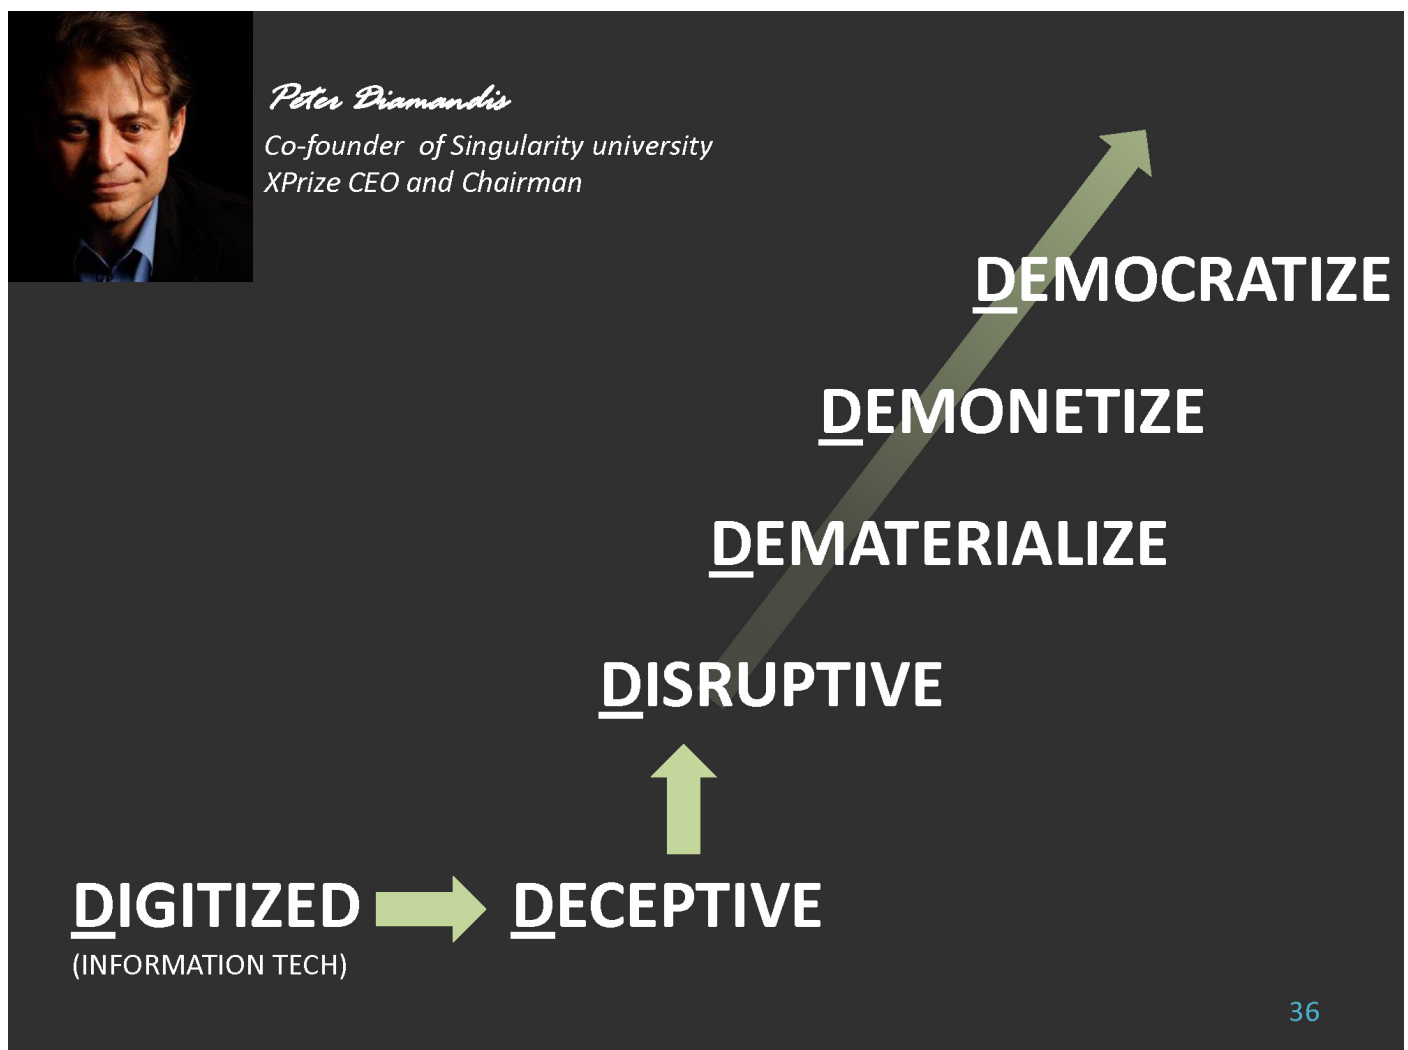 Peter Diamandis
Co-founder of Singularity university
XPrize CEO and Chairman
DEMOCRATIZE
DEMONETIZE
DEMATERIALIZE
DISRUPTIVE
DIGITIZED
DECEPTIVE
(INFORMATION TECH)
36